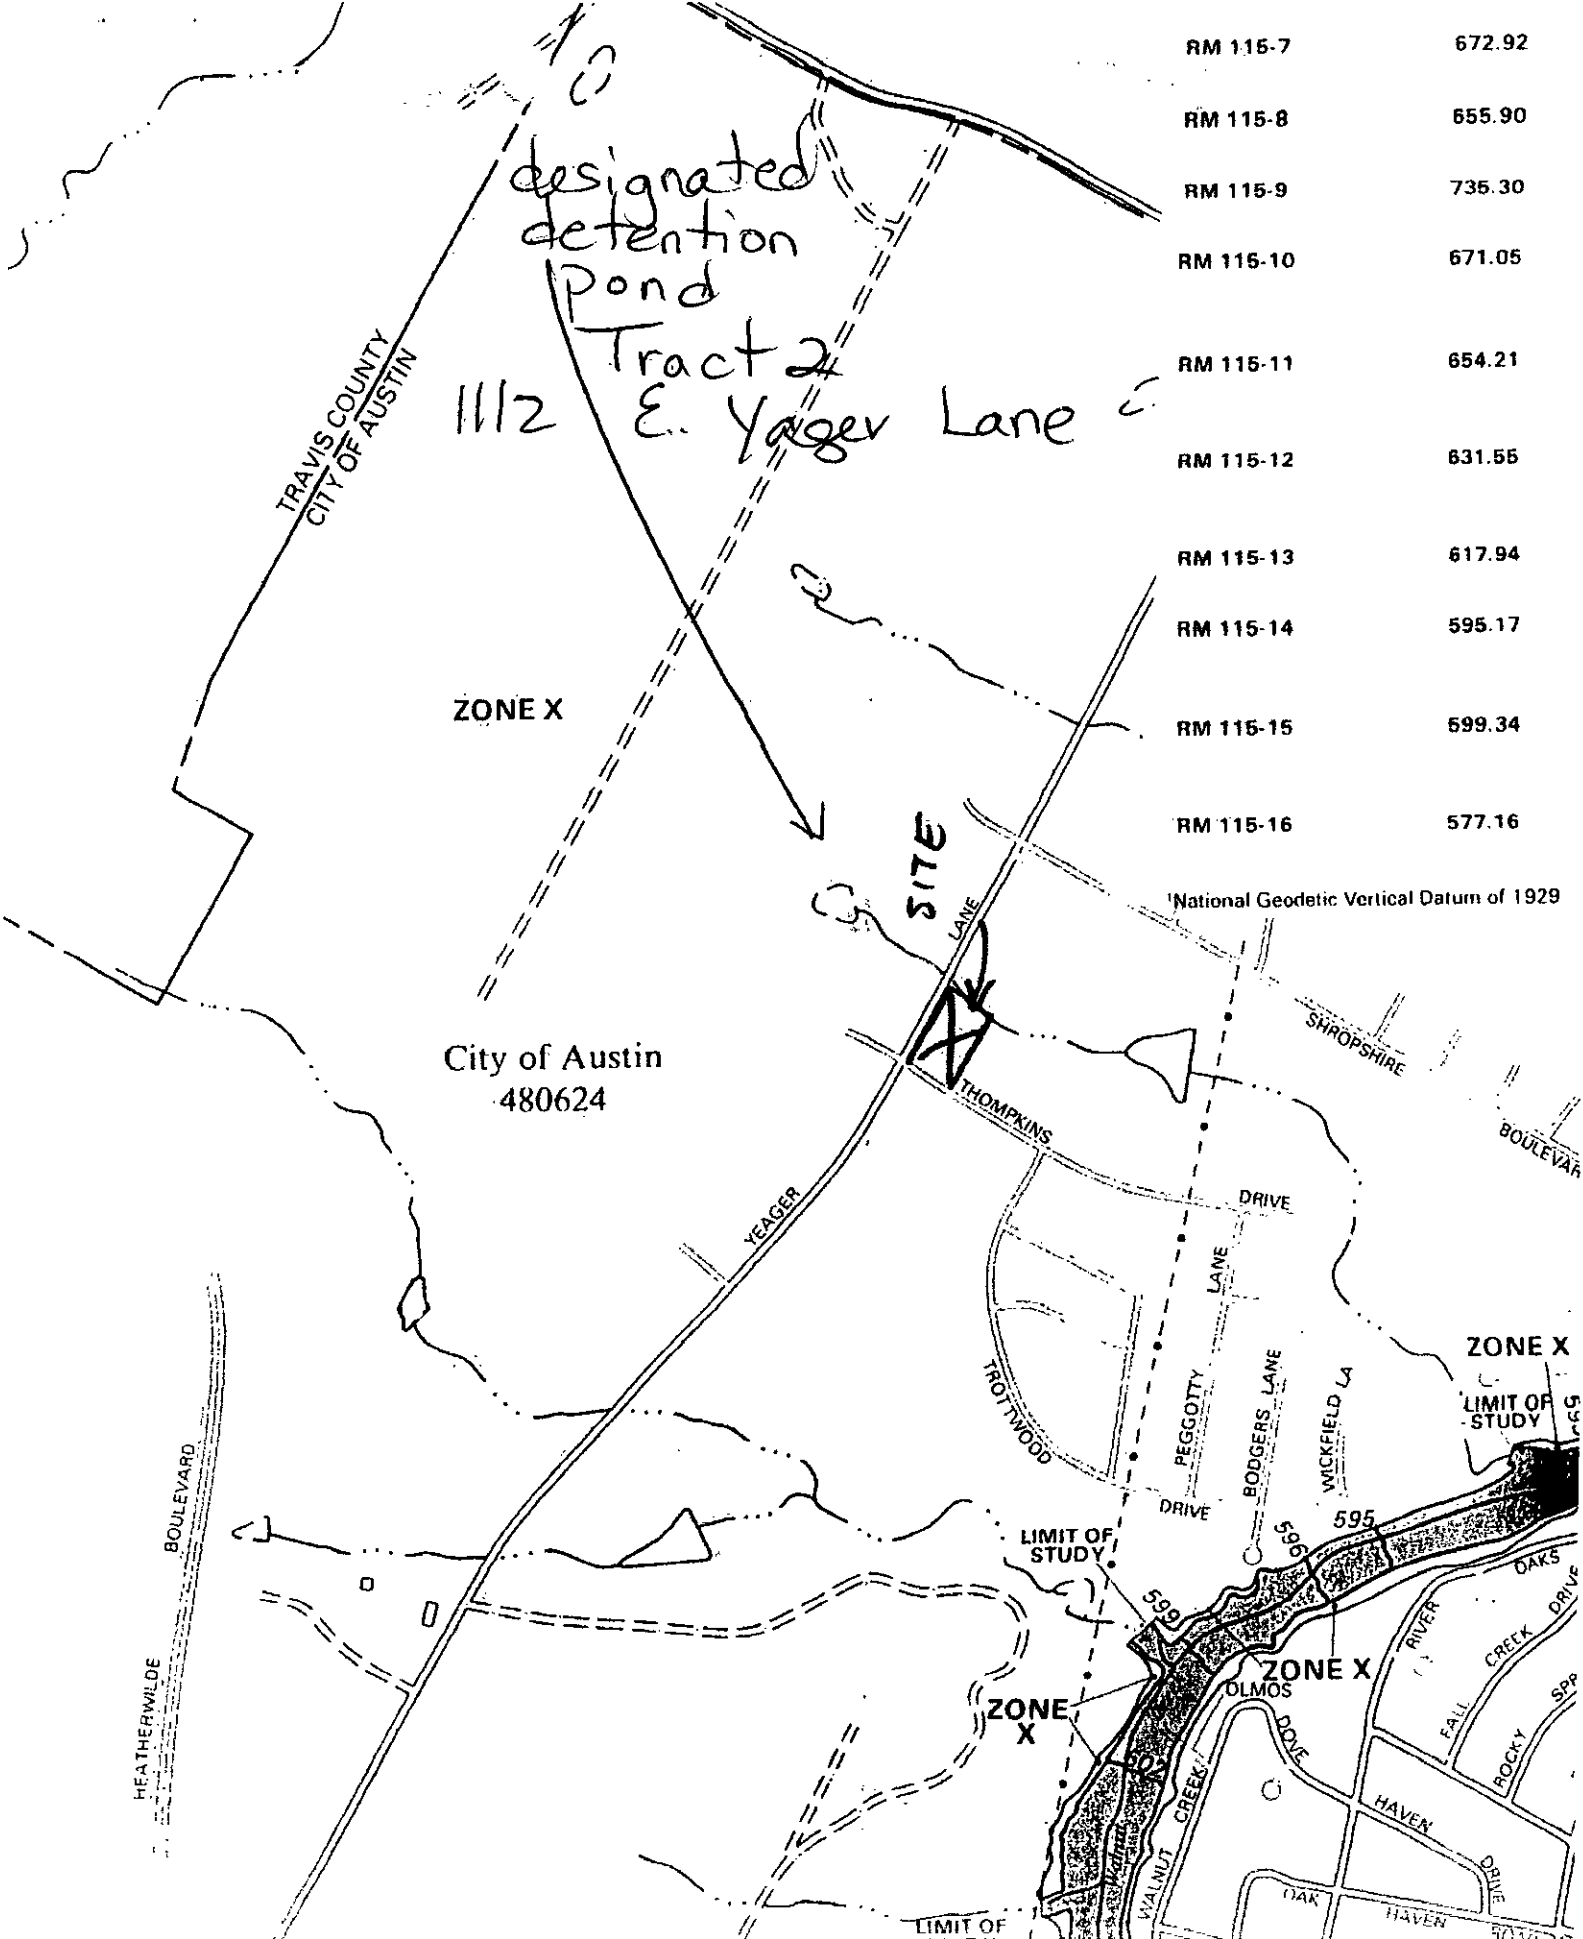 RM 115-7 672.92
RM 115-8 655.90
RM 115-9 735.30
RM 115-10 671.05
RM 115-11 654.21
RM 115-12 631.55
RM 115-13 617.94
RM 115-14 595.17
RM 115-15 599.34
RM 115-16 577.16
National Geodetic Vertical Datum of 1929
designated
detention
pond
Tract 2
1112 E. Yager Lane
TRAVIS COUNTY
CITY OF AUSTIN
ZONE X
SITE
LANE
City of Austin
480624
SHROPSHIRE
BOULEVAR
THOMPKINS
DRIVE
YEAGER
LANE
PEGGOTTY
BODGERS LANE
WICKFIELD LA
TROTTWOOD
DRIVE
ZONE X
LIMIT OF
STUDY
BOULEVARD
HEATHERWILDE
LIMIT OF
STUDY
599
596
595
OAKS
RIVER
CREEK
DRIVE
FALL
ROCKY
SPR
ZONE X
OLMOS
DOVE
HAVEN
DRIVE
ZONE
X
602
Walnut
WALNUT
CREEK
OAK
HAVEN
LIMIT OF